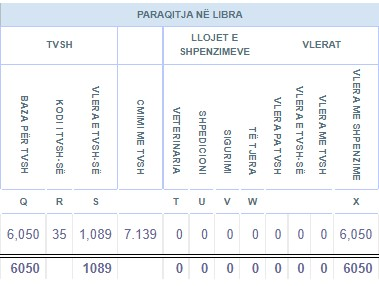 PARAQITJA NË LIBRA
TVSH LLOJET E SHPENZIMEVE VLERAT
BAZA PËR TVSH KODI I TVSH-SË VLERA E TVSH-SË CMIMI ME TVSH VETERINARIA SHPEDICIONI SIGURIMI TË TJERA VLERA PA TVSH VLERA E TVSH-SË VLERA ME TVSH VLERA ME SHPENZIME
Q R S T U V W X
6,050 35 1,089 7.139 0 0 0 0 0 0 0 6,050
6050 1089 0 0 0 0 0 0 0 6050